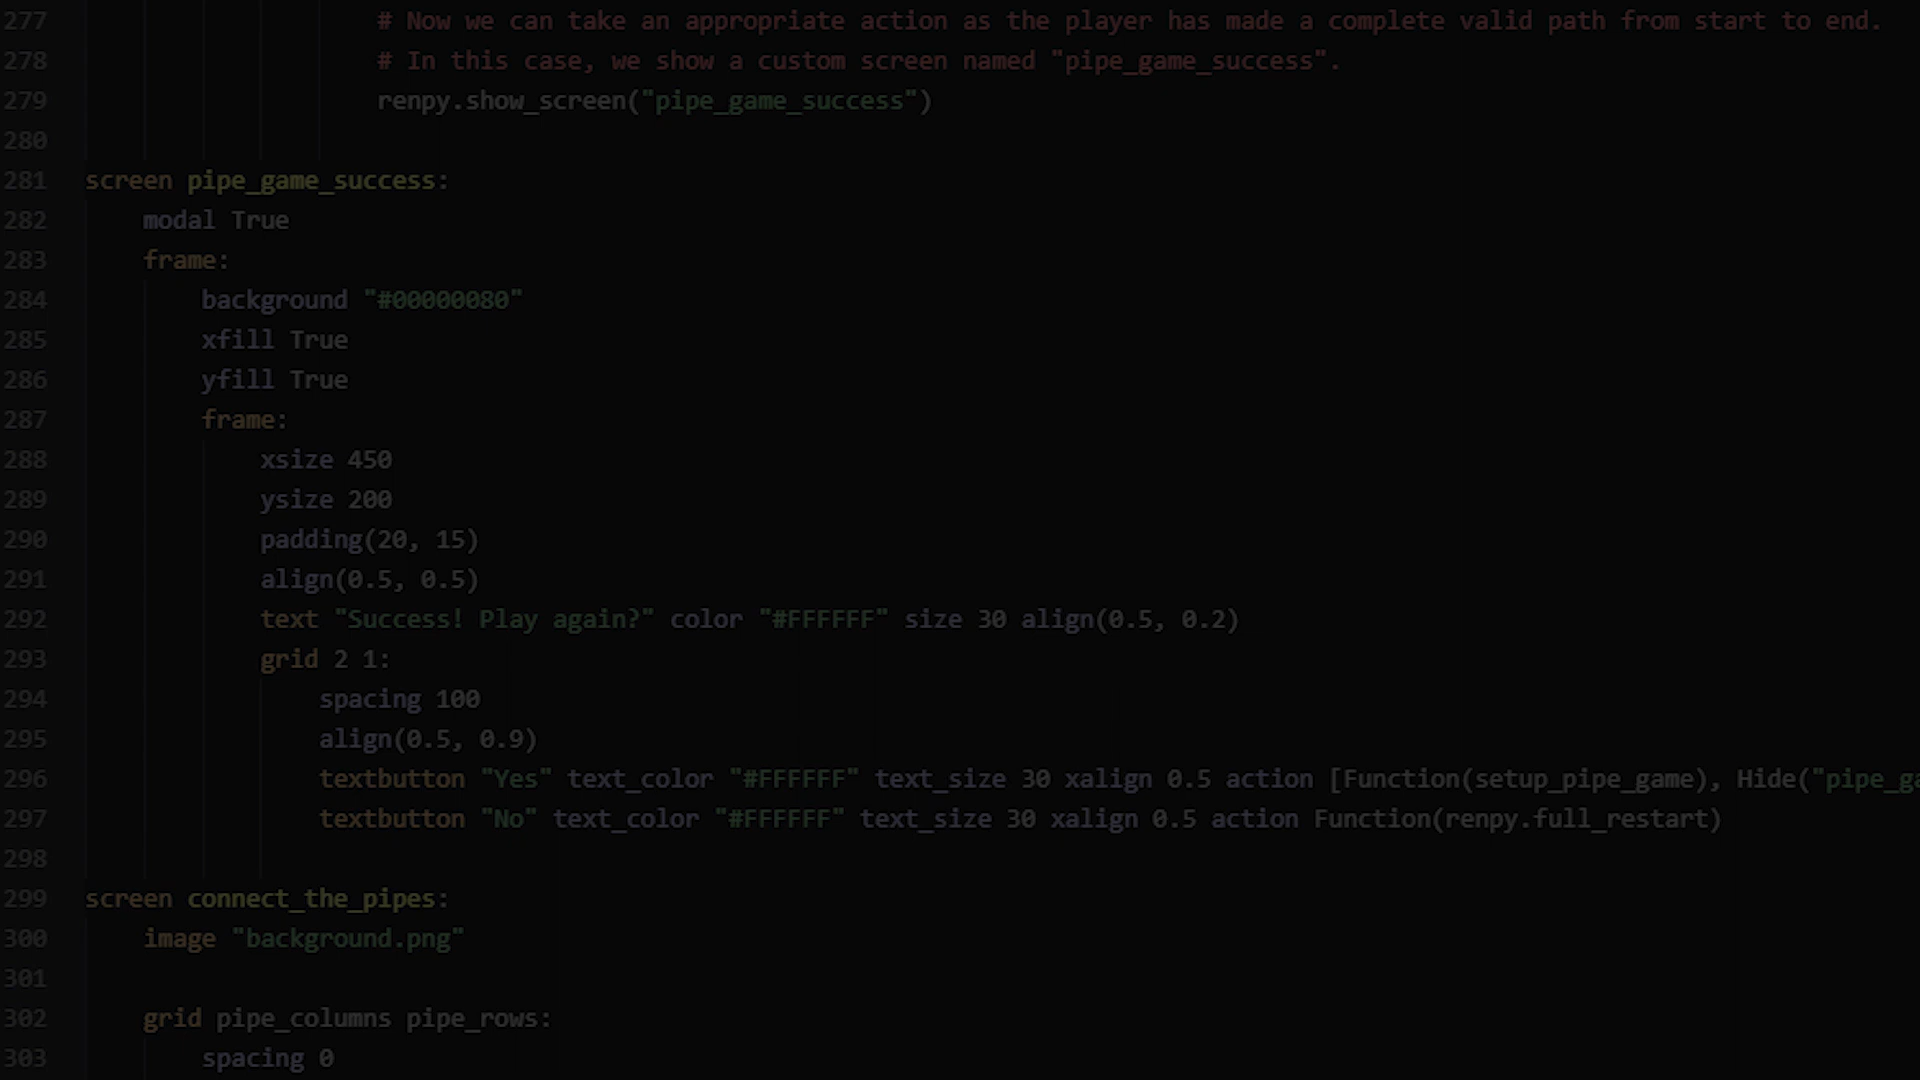 277 # Now we can take an appropriate action as the player has made a complete valid path from start to end.
278 # In this case, we show a custom screen named "pipe_game_success".
279 renpy.show_screen("pipe_game_success")
280
281 screen pipe_game_success:
282 modal True
283 frame:
284 background "#00000080"
285 xfill True
286 yfill True
287 frame:
288 xsize 450
289 ysize 200
290 padding(20, 15)
291 align(0.5, 0.5)
292 text "Success! Play again?" color "#FFFFFF" size 30 align(0.5, 0.2)
293 grid 2 1:
294 spacing 100
295 align(0.5, 0.9)
296 textbutton "Yes" text_color "#FFFFFF" text_size 30 xalign 0.5 action [Function(setup_pipe_game), Hide("pipe_ga
297 textbutton "No" text_color "#FFFFFF" text_size 30 xalign 0.5 action Function(renpy.full_restart)
298
299 screen connect_the_pipes:
300 image "background.png"
301
302 grid pipe_columns pipe_rows:
303 spacing 0